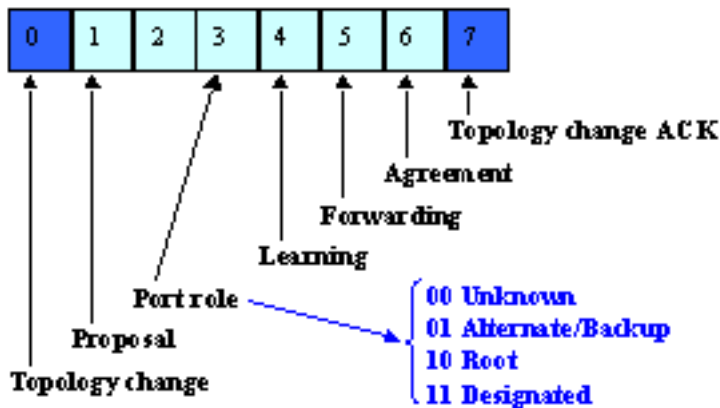 0 1 2 3 4 5 6 7
Topology change ACK
Agreement
Forwarding
Learning
Port role
00 Unknown
01 Alternate/Backup
10 Root
11 Designated
Proposal
Topology change